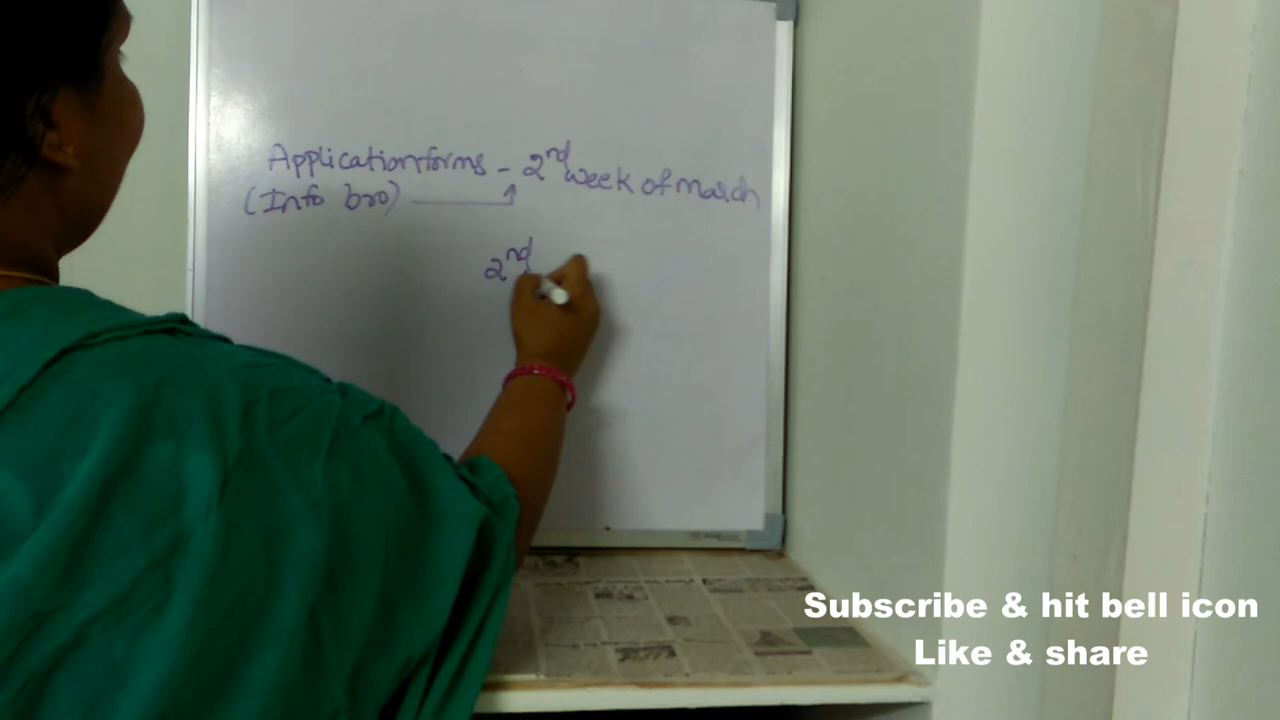 Application forms - 2nd week of March
(Info bro)
2nd
Subscribe & hit bell icon
Like & share